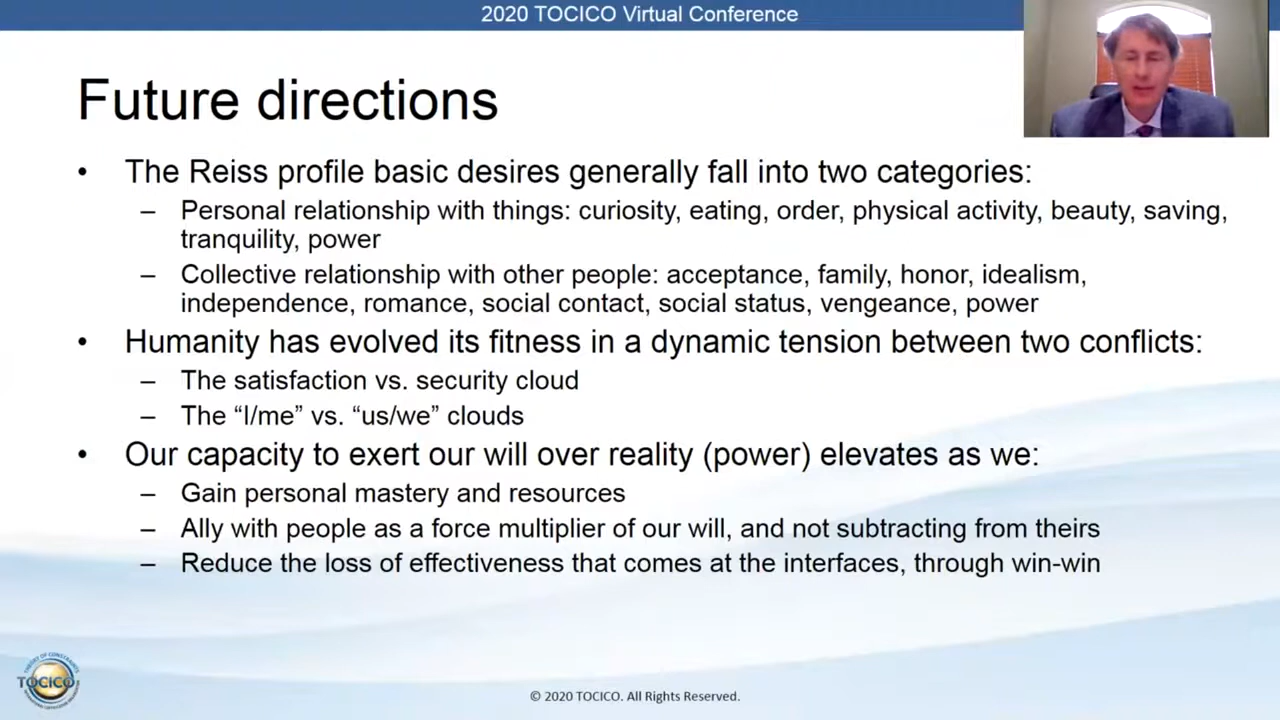 2020 TOCICO Virtual Conference
Future directions
• The Reiss profile basic desires generally fall into two categories:
– Personal relationship with things: curiosity, eating, order, physical activity, beauty, saving,
tranquility, power
– Collective relationship with other people: acceptance, family, honor, idealism,
independence, romance, social contact, social status, vengeance, power
• Humanity has evolved its fitness in a dynamic tension between two conflicts:
– The satisfaction vs. security cloud
– The “I/me” vs. “us/we” clouds
• Our capacity to exert our will over reality (power) elevates as we:
– Gain personal mastery and resources
– Ally with people as a force multiplier of our will, and not subtracting from theirs
– Reduce the loss of effectiveness that comes at the interfaces, through win-win
THEORY OF CONSTRAINTS
TOCICO
© 2020 TOCICO. All Rights Reserved.